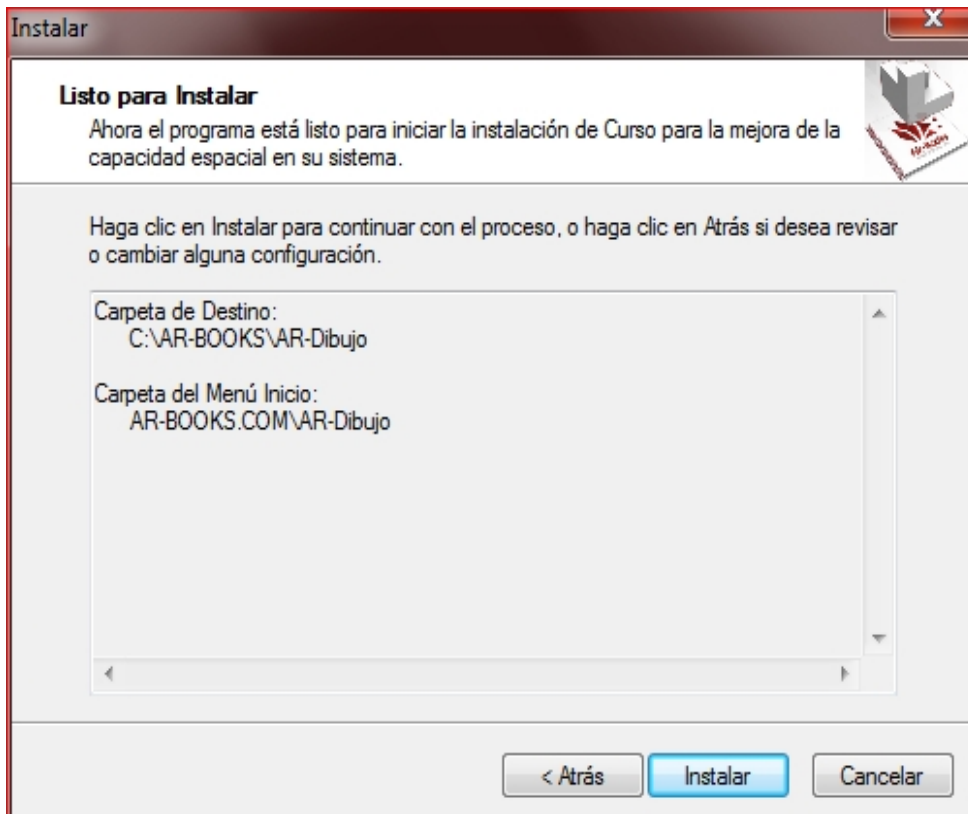 Instalar
Listo para Instalar
Ahora el programa está listo para iniciar la instalación de Curso para la mejora de la
capacidad espacial en su sistema.
Haga clic en Instalar para continuar con el proceso, o haga clic en Atrás si desea revisar
o cambiar alguna configuración.
Carpeta de Destino:
C:\AR-BOOKS\AR-Dibujo
Carpeta del Menú Inicio:
AR-BOOKS.COM\AR-Dibujo
< Atrás
Instalar
Cancelar